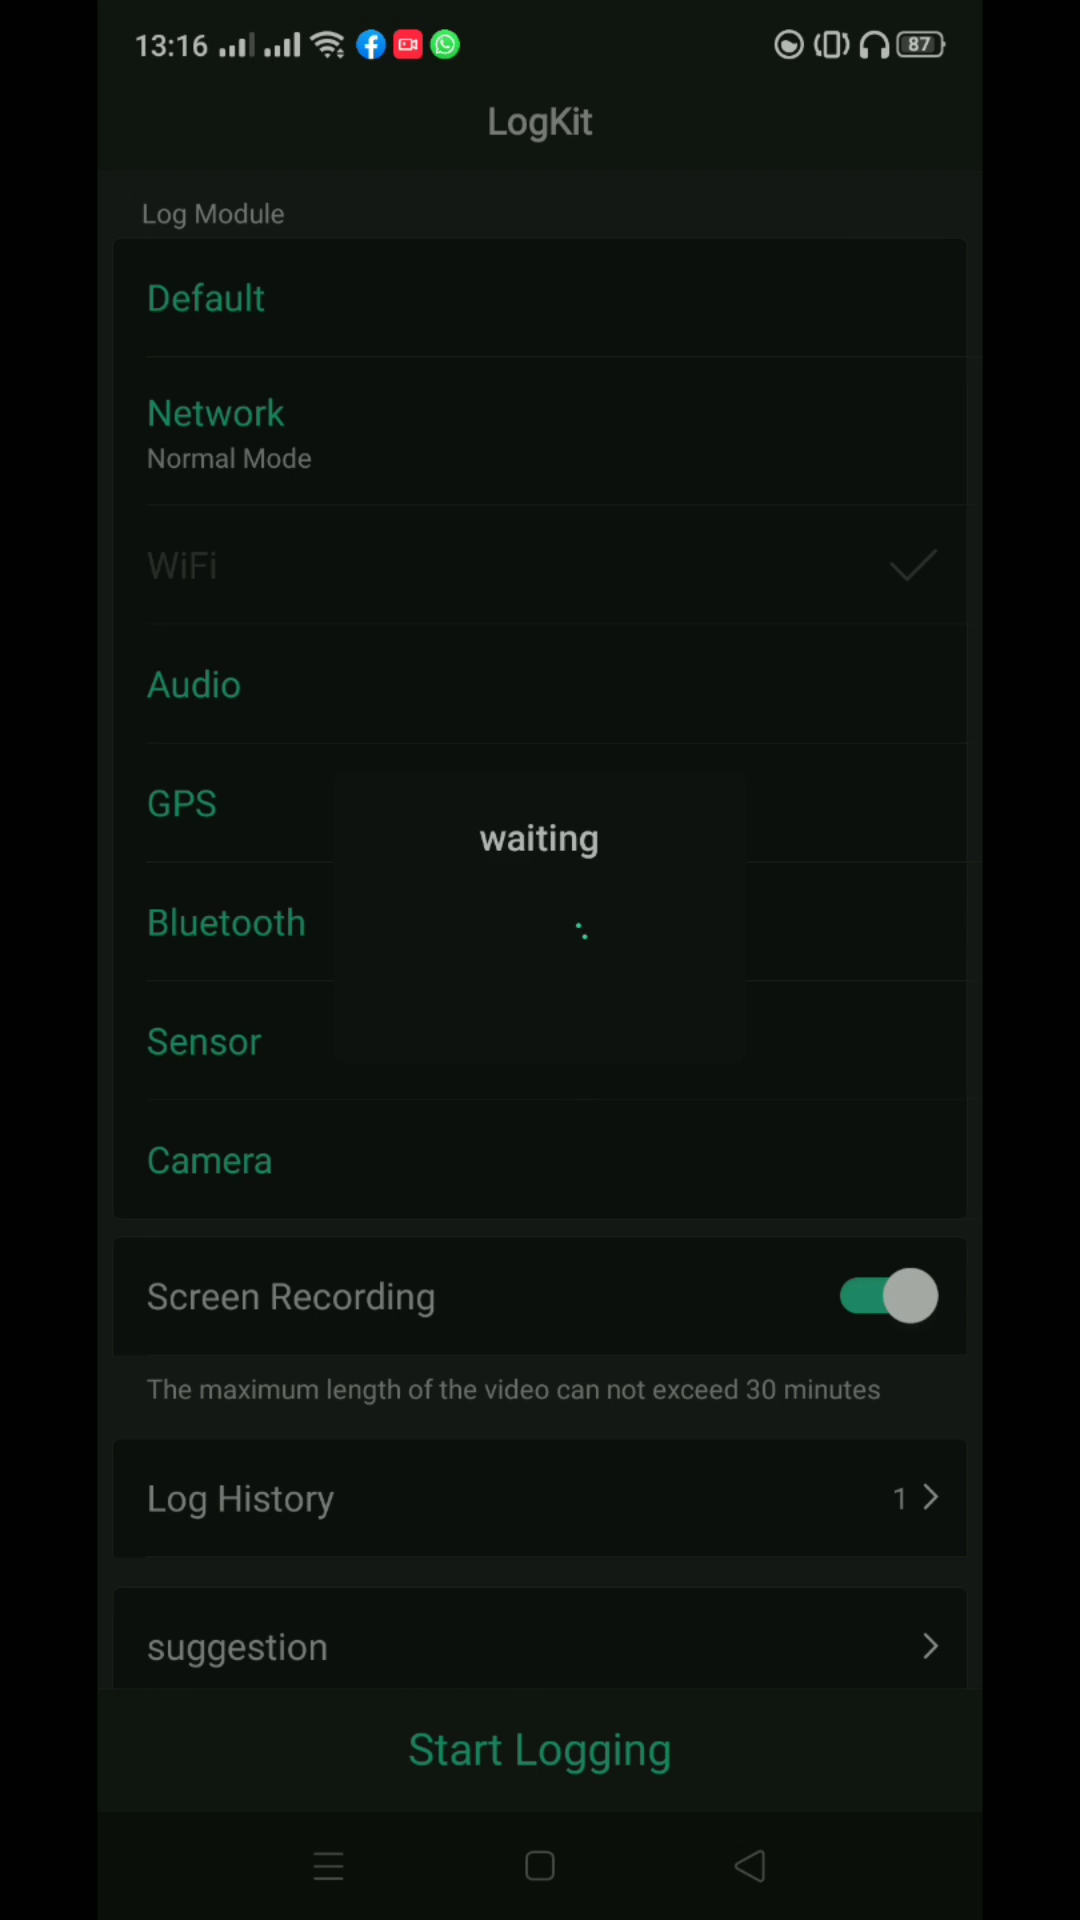 13:16
87
LogKit
Log Module
Default
Network
Normal Mode
WiFi
Audio
GPS
waiting
Bluetooth
Sensor
Camera
Screen Recording
The maximum length of the video can not exceed 30 minutes
Log History
1
suggestion
Start Logging